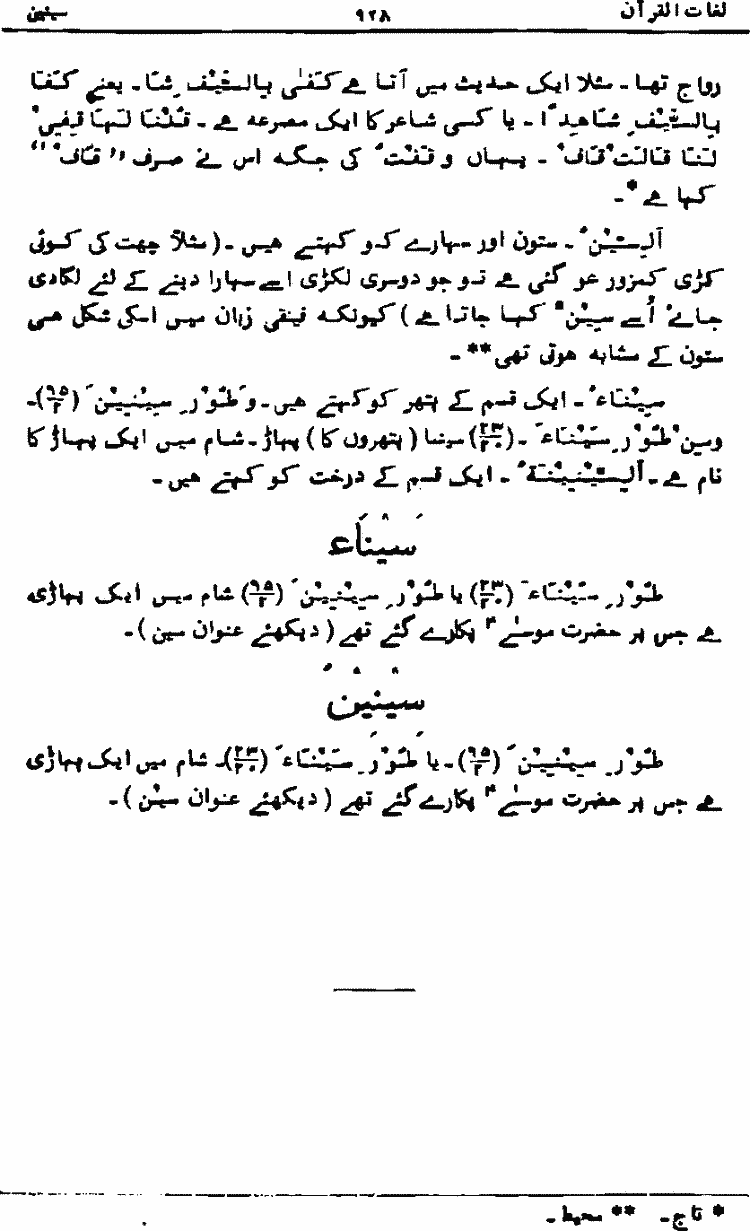 لغات القرآن ۹۲۸ سینین
رواج تھا۔ مثلا ایک حدیث میں آتا ہے کَفٰی بِالسَّیْفِ شَا۔ یعنی کَفَا
بِالسَّیْفِ شَاھِدًا۔ یا کسی شاعر کا ایک مصرعہ ہے۔ قُلْنَا لَہَا قِفِیْ
لَنَا قَالَتْ قَافْ۔ یہاں وَقَفْتُ کی جگہ اس نے صرف ’’قَافْ‘‘
کہا ہے*۔
اَلسِّیْنُ۔ ستون اور سہارے کو کہتے ھیں۔ (مثلاً چھت کی کوئی
کڑی کمزور ھو گئی ہے تو جو دوسری لکڑی اسے سہارا دینے کے لئے لگادی
جائے اُسے سِیْنٌ کہا جاتا ہے) کیونکہ فینقی زبان میں اسکی شکل ھی
ستون کے مشابہ ھوتی تھی**۔
سِیْنَاءُ۔ ایک قسم کے پتھر کو کہتے ھیں۔ وَطُوْرِ سِیْنِیْنَ (۹۵/۲)۔
وسین طُوْرِ سَیْنَاءَ۔ (۲۳/۲۰) سینا (پتھروں کا) پہاڑ۔ شام میں ایک پہاڑ کا
نام ہے۔ اَلسِّیْنِیْنَۃُ۔ ایک قسم کے درخت کو کہتے ھیں۔
سَیْنَاءَ
طُوْرِ سَیْنَاءَ (۲۳/۲۰) یا طُوْرِ سِیْنِیْنَ (۹۵/۲) شام میں ایک پہاڑی
ہے جس پر حضرت موسٰے۴ پکارے گئے تھے (دیکھئے عنوان سین)۔
سِیْنِیْنَ
طُوْرِ سِیْنِیْنَ (۹۵/۲)۔ یا طُوْرِ سَیْنَاءَ (۲۳/۲۰)۔ شام میں ایک پہاڑی
ہے جس پر حضرت موسٰے۴ پکارے گئے تھے (دیکھئے عنوان سیْن)۔
* تاج۔ ** محیط۔